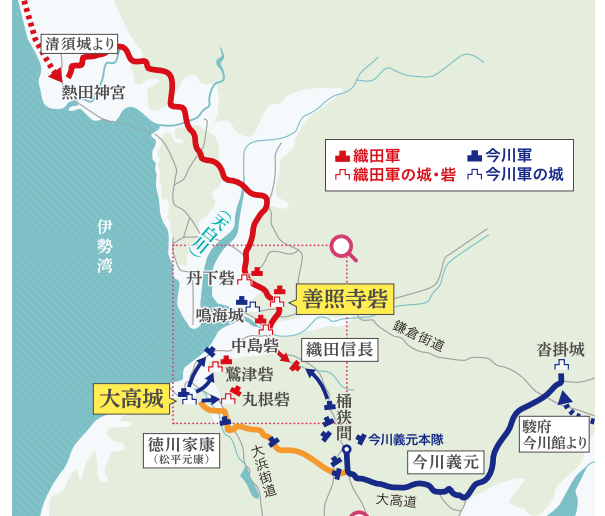 清須城より
熱田神宮
織田軍
今川軍
織田軍の城・砦
今川軍の城
伊勢湾
(天白川)
丹下砦
善照寺砦
鳴海城
中島砦
織田信長
鎌倉街道
沓掛城
鷲津砦
大高城
丸根砦
桶狭間
駿府
今川館より
徳川家康
(松平元康)
大浜街道
今川義元本隊
今川義元
大高道